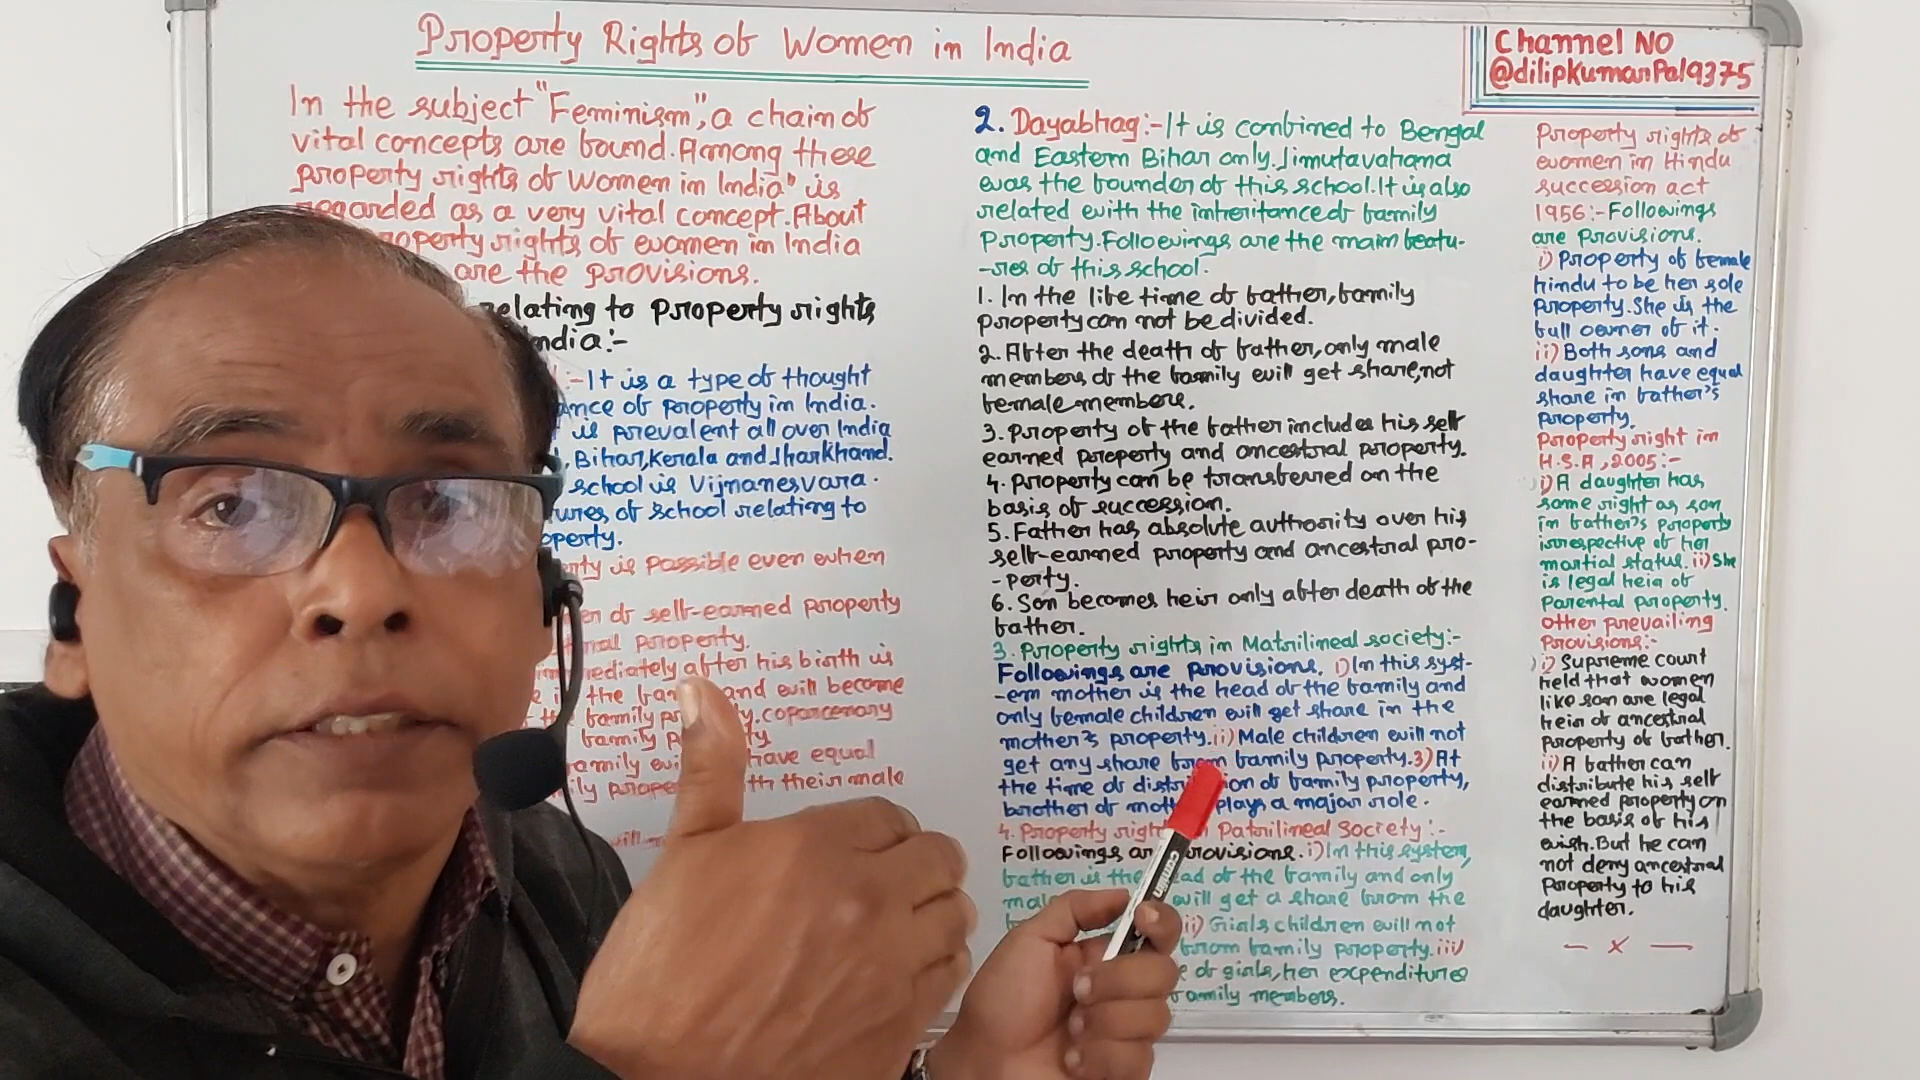 Property Rights of Women in India
Channel NO
@dilipkumarPal9375
In the subject "Feminism", a chain of
vital concepts are bound. Among these
property rights of Women in India" is
regarded as a very vital concept. About
property rights of women in India
are the provisions.
relating to property rights
India:-
:-It is a type of thought
of property in India.
is prevalent all over India
, Bihar, Kerala and Jharkhand.
school is Vijnanesvara.
of school relating to
property.
is possible even when
of self-earned property
property.
immediately after his birth is
the and will become
family coparcenary
family
family have equal
with their male
2. Dayabhag:-It is confined to Bengal
and Eastern Bihar only. Jimutavahana
was the founder of this school. It is also
related with the inheritance of family
Property. Followings are the main featu-
-res of this school.
1. In the life time of father, family
property can not be divided.
2. After the death of father, only male
members of the family will get share, not
female members.
3. Property of the father includes his self
earned property and ancestral property.
4. Property can be transferred on the
basis of succession.
5. Father has absolute authority over his
self-earned property and ancestral pro-
-perty.
6. Son becomes heir only after death of the
father.
3. Property rights in Matrilineal society:-
Followings are provisions. i) In this syst-
-em mother is the head of the family and
only female children will get share in the
mother's property. ii) Male children will not
get any share from family property. 3) At
the time of distribution of family property,
brother of mother plays a major role.
4. Property rights in Patrilineal Society:-
Followings are provisions. i) In this system,
father is the head of the family and only
male will get a share from the
ii) Girls children will not
from family property. iii)
of girls, her expenditures
family members.
Property rights of
women in Hindu
succession act
1956:-Followings
are provisions.
i) Property of female
hindu to be her sole
Property. She is the
full owner of it.
ii) Both sons and
daughter have equal
share in father's
property.
Property right in
H.S.A, 2005:-
i) A daughter has
same right as son
in father's property
irrespective of her
marital status. ii) She
is legal heir of
Parental property.
Other prevailing
Provisions:-
i) Supreme court
held that women
like son are legal
heir of ancestral
property of father.
ii) A father can
distribute his self
earned property on
the basis of his
wish. But he can
not deny ancestral
Property to his
daughter.
— x —